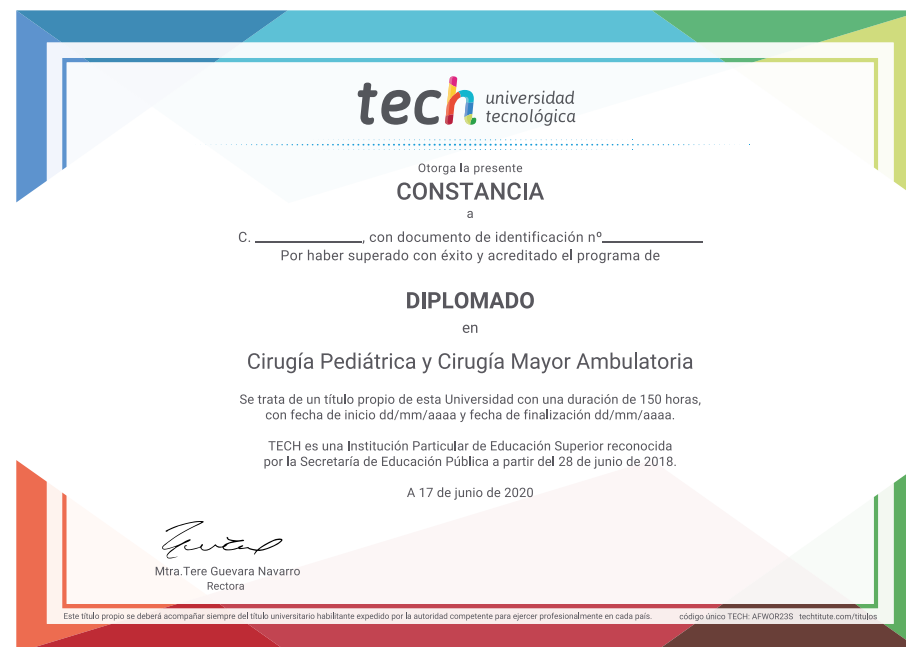 tech universidad
tecnológica
Otorga la presente
CONSTANCIA
a
C. ____________, con documento de identificación nº____________
Por haber superado con éxito y acreditado el programa de
DIPLOMADO
en
Cirugía Pediátrica y Cirugía Mayor Ambulatoria
Se trata de un título propio de esta Universidad con una duración de 150 horas,
con fecha de inicio dd/mm/aaaa y fecha de finalización dd/mm/aaaa.
TECH es una Institución Particular de Educación Superior reconocida
por la Secretaría de Educación Pública a partir del 28 de junio de 2018.
A 17 de junio de 2020
Mtra.Tere Guevara Navarro
Rectora
Este título propio se deberá acompañar siempre del título universitario habilitante expedido por la autoridad competente para ejercer profesionalmente en cada país. código único TECH: AFWOR23S techtitute.com/titulos